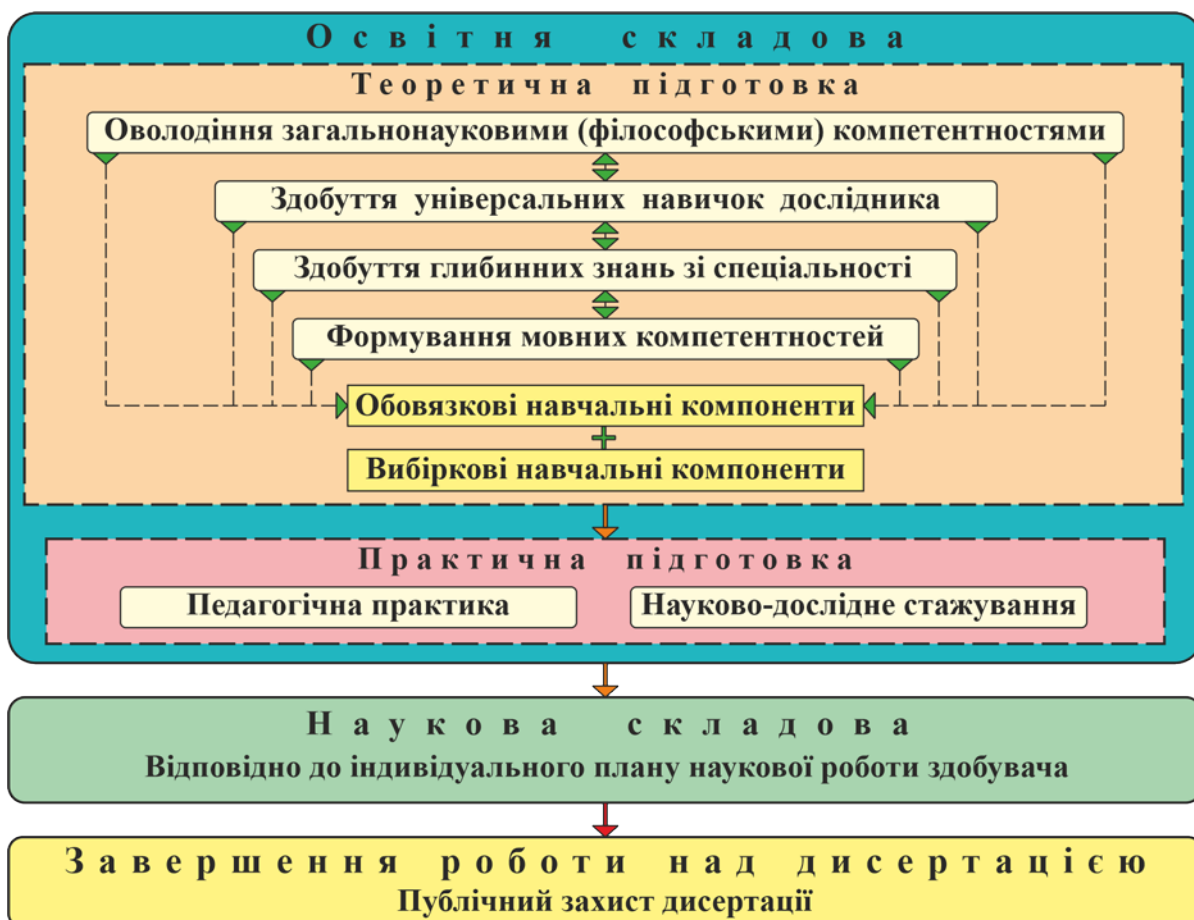 Освітня складова
Теоретична підготовка
Оволодіння загальнонауковими (філософськими) компетентностями
Здобуття універсальних навичок дослідника
Здобуття глибинних знань зі спеціальності
Формування мовних компетентностей
Обовязкові навчальні компоненти
+
Вибіркові навчальні компоненти
Практична підготовка
Педагогічна практика
Науково-дослідне стажування
Наукова складова
Відповідно до індивідуального плану наукової роботи здобувача
Завершення роботи над дисертацією
Публічний захист дисертації